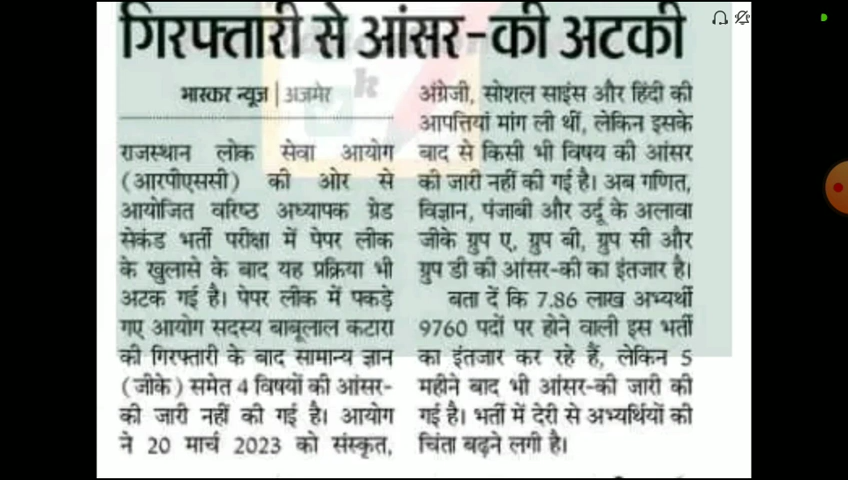 गिरफ्तारी से आंसर-की अटकी
भास्कर न्यूज | अजमेर
राजस्थान लोक सेवा आयोग
(आरपीएससी) की ओर से
आयोजित वरिष्ठ अध्यापक ग्रेड
सेकंड भर्ती परीक्षा में पेपर लीक
के खुलासे के बाद यह प्रक्रिया भी
अटक गई है। पेपर लीक में पकड़े
गए आयोग सदस्य बाबूलाल कटारा
की गिरफ्तारी के बाद सामान्य ज्ञान
(जीके) समेत 4 विषयों की आंसर-
की जारी नहीं की गई है। आयोग
ने 20 मार्च 2023 को संस्कृत,
अंग्रेजी, सोशल साइंस और हिंदी की
आपत्तियां मांग ली थीं, लेकिन इसके
बाद से किसी भी विषय की आंसर
की जारी नहीं की गई है। अब गणित,
विज्ञान, पंजाबी और उर्दू के अलावा
जीके ग्रुप ए, ग्रुप बी, ग्रुप सी और
ग्रुप डी की आंसर-की का इंतजार है।
बता दें कि 7.86 लाख अभ्यर्थी
9760 पदों पर होने वाली इस भर्ती
का इंतजार कर रहे हैं, लेकिन 5
महीने बाद भी आंसर-की जारी की
गई है। भर्ती में देरी से अभ्यर्थियों की
चिंता बढ़ने लगी है।